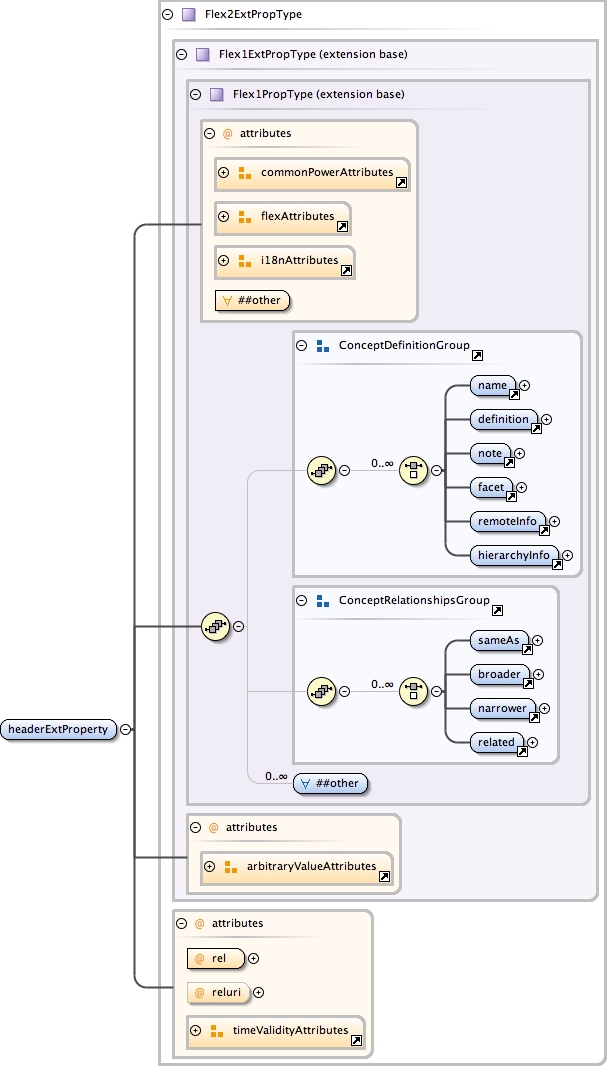 Flex2ExtPropType
Flex1ExtPropType (extension base)
Flex1PropType (extension base)
@ attributes
commonPowerAttributes
flexAttributes
i18nAttributes
##other
ConceptDefinitionGroup
name
definition
0..∞
note
facet
remoteInfo
hierarchyInfo
ConceptRelationshipsGroup
sameAs
broader
0..∞
narrower
headerExtProperty
related
0..∞
##other
@ attributes
arbitraryValueAttributes
@ attributes
@ rel
@ reluri
timeValidityAttributes